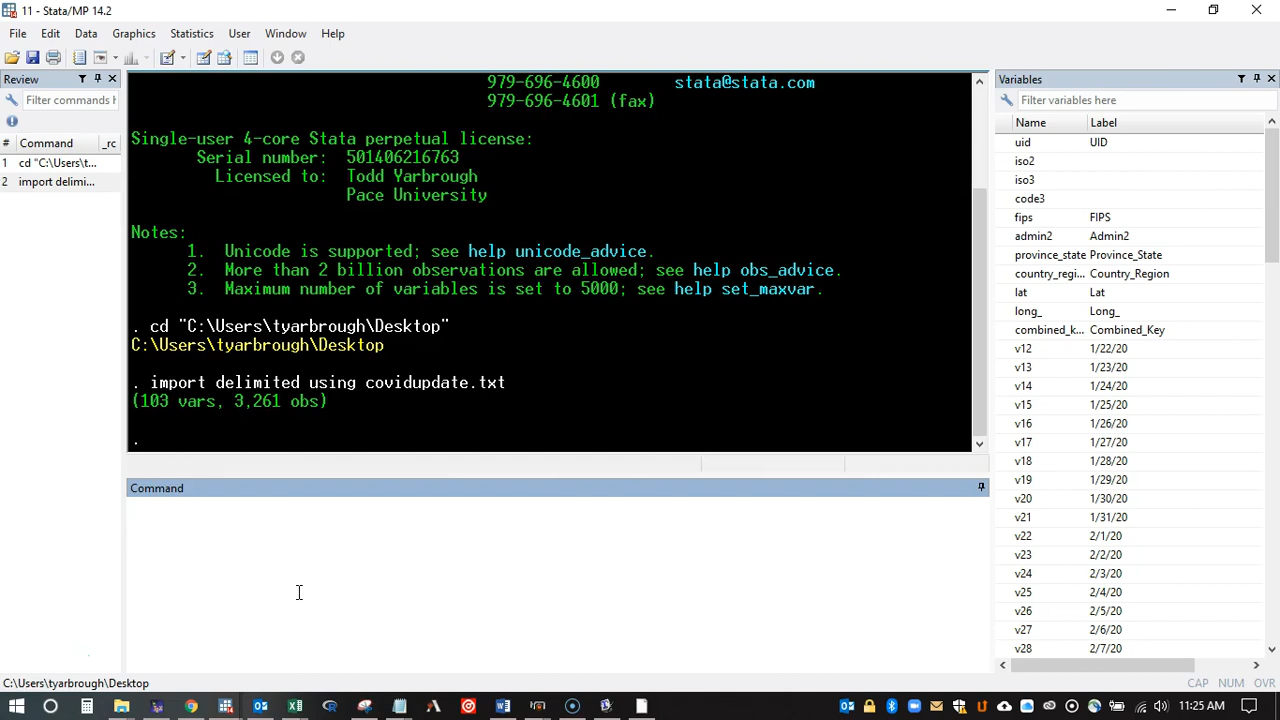 11 - Stata/MP 14.2
File Edit Data Graphics Statistics User Window Help
Review
Filter commands h
# Command _rc
1 cd "C:\Users\t...
2 import delimi...
979-696-4600 stata@stata.com
979-696-4601 (fax)
Single-user 4-core Stata perpetual license:
Serial number: 501406216763
Licensed to: Todd Yarbrough
Pace University
Notes:
1. Unicode is supported; see help unicode_advice.
2. More than 2 billion observations are allowed; see help obs_advice.
3. Maximum number of variables is set to 5000; see help set_maxvar.
. cd "C:\Users\tyarbrough\Desktop"
C:\Users\tyarbrough\Desktop
. import delimited using covidupdate.txt
(103 vars, 3,261 obs)
.
Command
Variables
Filter variables here
Name Label
uid UID
iso2
iso3
code3
fips FIPS
admin2 Admin2
province_state Province_State
country_regi... Country_Region
lat Lat
long_ Long_
combined_k... Combined_Key
v12 1/22/20
v13 1/23/20
v14 1/24/20
v15 1/25/20
v16 1/26/20
v17 1/27/20
v18 1/28/20
v19 1/29/20
v20 1/30/20
v21 1/31/20
v22 2/1/20
v23 2/2/20
v24 2/3/20
v25 2/4/20
v26 2/5/20
v27 2/6/20
v28 2/7/20
C:\Users\tyarbrough\Desktop
CAP NUM OVR
11:25 AM